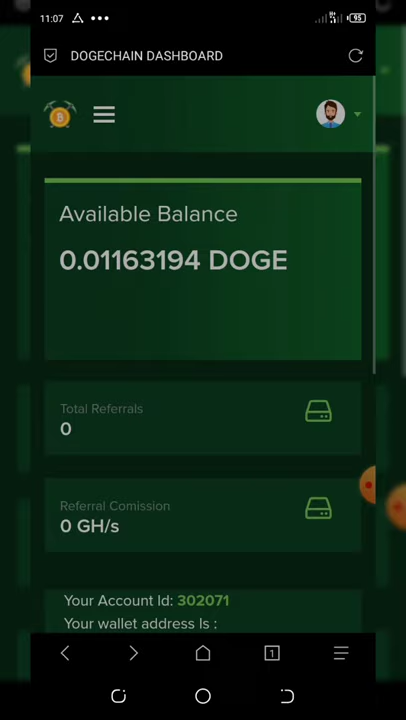 11:07
95
DOGECHAIN DASHBOARD
Available Balance
0.01163194 DOGE
Total Referrals
0
Referral Comission
0 GH/s
Your Account Id: 302071
Your wallet address Is :
1